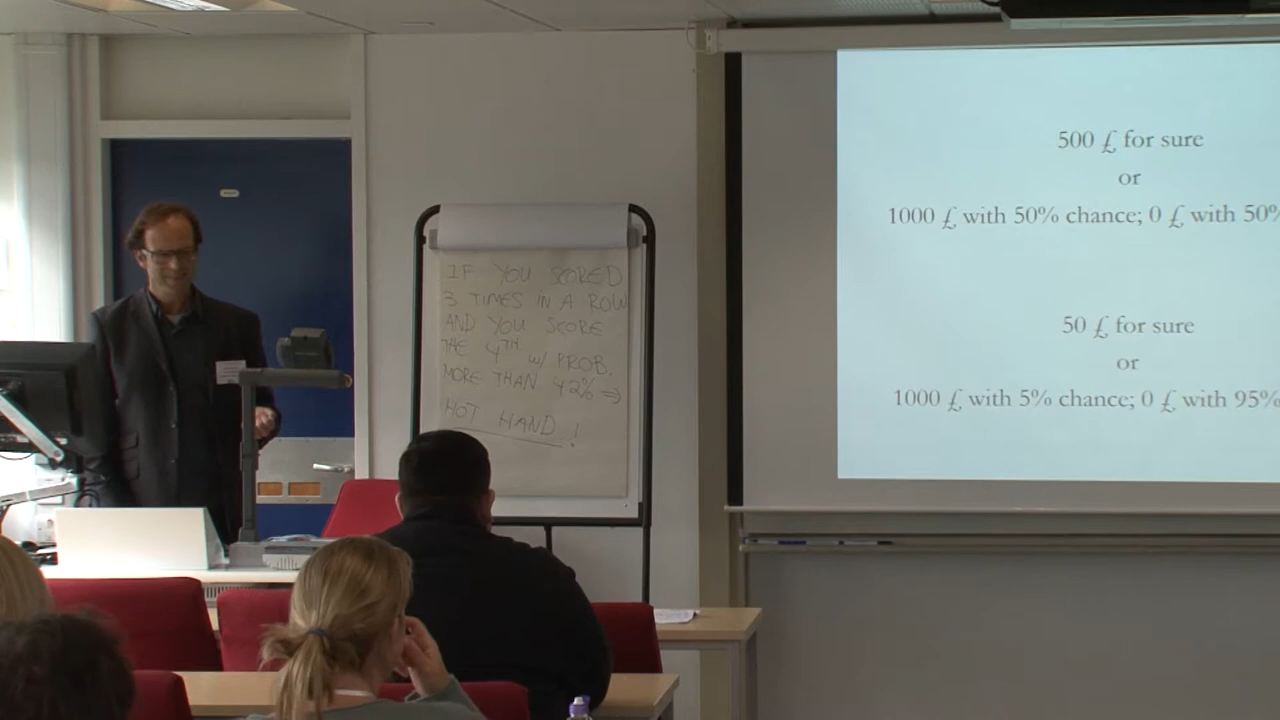 IF YOU SCORED
3 TIMES IN A ROW
AND YOU SCORE
THE 4TH w/ PROB.
MORE THAN 42% ⇒
HOT HAND !
500 £ for sure
or
1000 £ with 50% chance; 0 £ with 50%
50 £ for sure
or
1000 £ with 5% chance; 0 £ with 95%